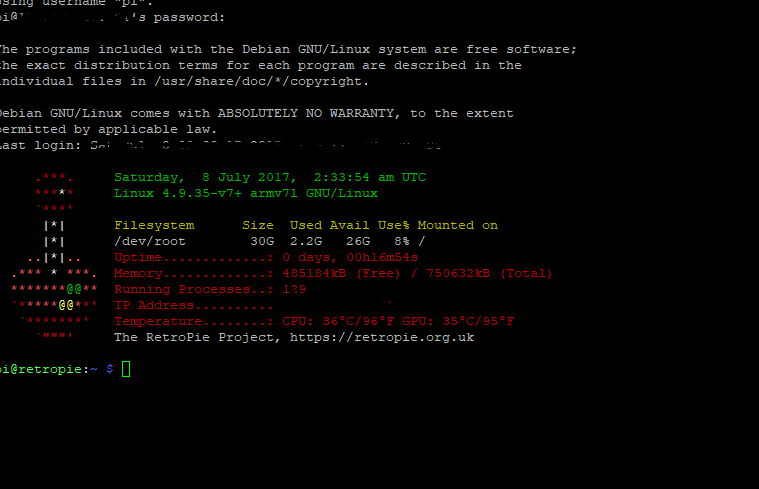 using username "pi".
pi@ 's password:
The programs included with the Debian GNU/Linux system are free software;
the exact distribution terms for each program are described in the
individual files in /usr/share/doc/*/copyright.
Debian GNU/Linux comes with ABSOLUTELY NO WARRANTY, to the extent
permitted by applicable law.
Last login:
Saturday,  8 July 2017,  2:33:54 am UTC
Linux 4.9.35-v7+ armv7l GNU/Linux
Filesystem      Size  Used Avail Use% Mounted on
/dev/root        30G  2.2G   26G   8% /
Uptime.............: 0 days, 00h16m54s
Memory.............: 485184kB (Free) / 750632kB (Total)
Running Processes..: 129
IP Address.........
Temperature........: CPU: 36°C/96°F GPU: 35°C/95°F
The RetroPie Project, https://retropie.org.uk
pi@retropie:~ $